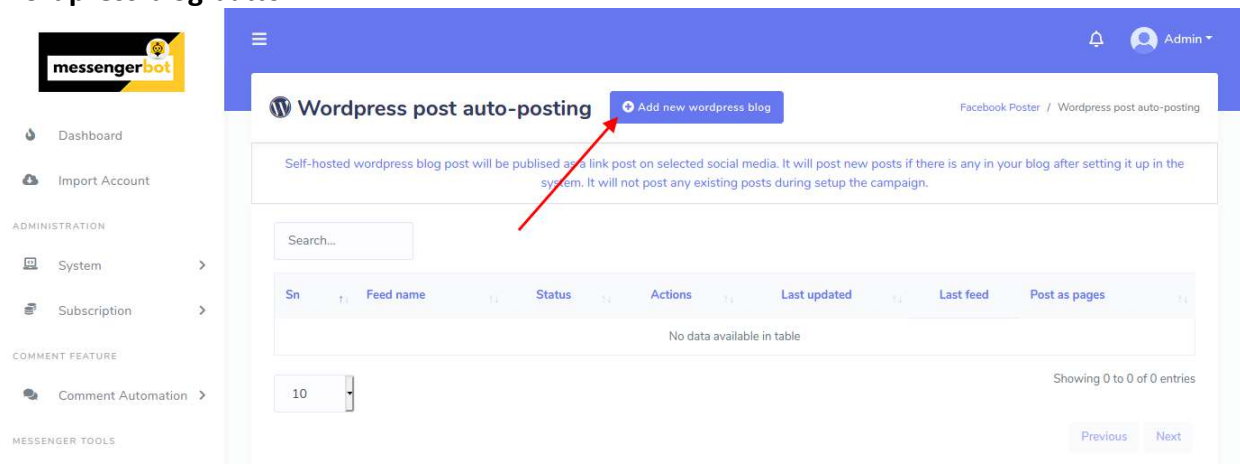 messengerbot
Admin
Wordpress post auto-posting
Add new wordpress blog
Facebook Poster / Wordpress post auto-posting
Dashboard
Import Account
ADMINISTRATION
System
Subscription
COMMENT FEATURE
Comment Automation
MESSENGER TOOLS
Self-hosted wordpress blog post will be publised as a link post on selected social media. It will post new posts if there is any in your blog after setting it up in the
system. It will not post any existing posts during setup the campaign.
Search...
Sn Feed name Status Actions Last updated Last feed Post as pages
No data available in table
10
Showing 0 to 0 of 0 entries
Previous Next